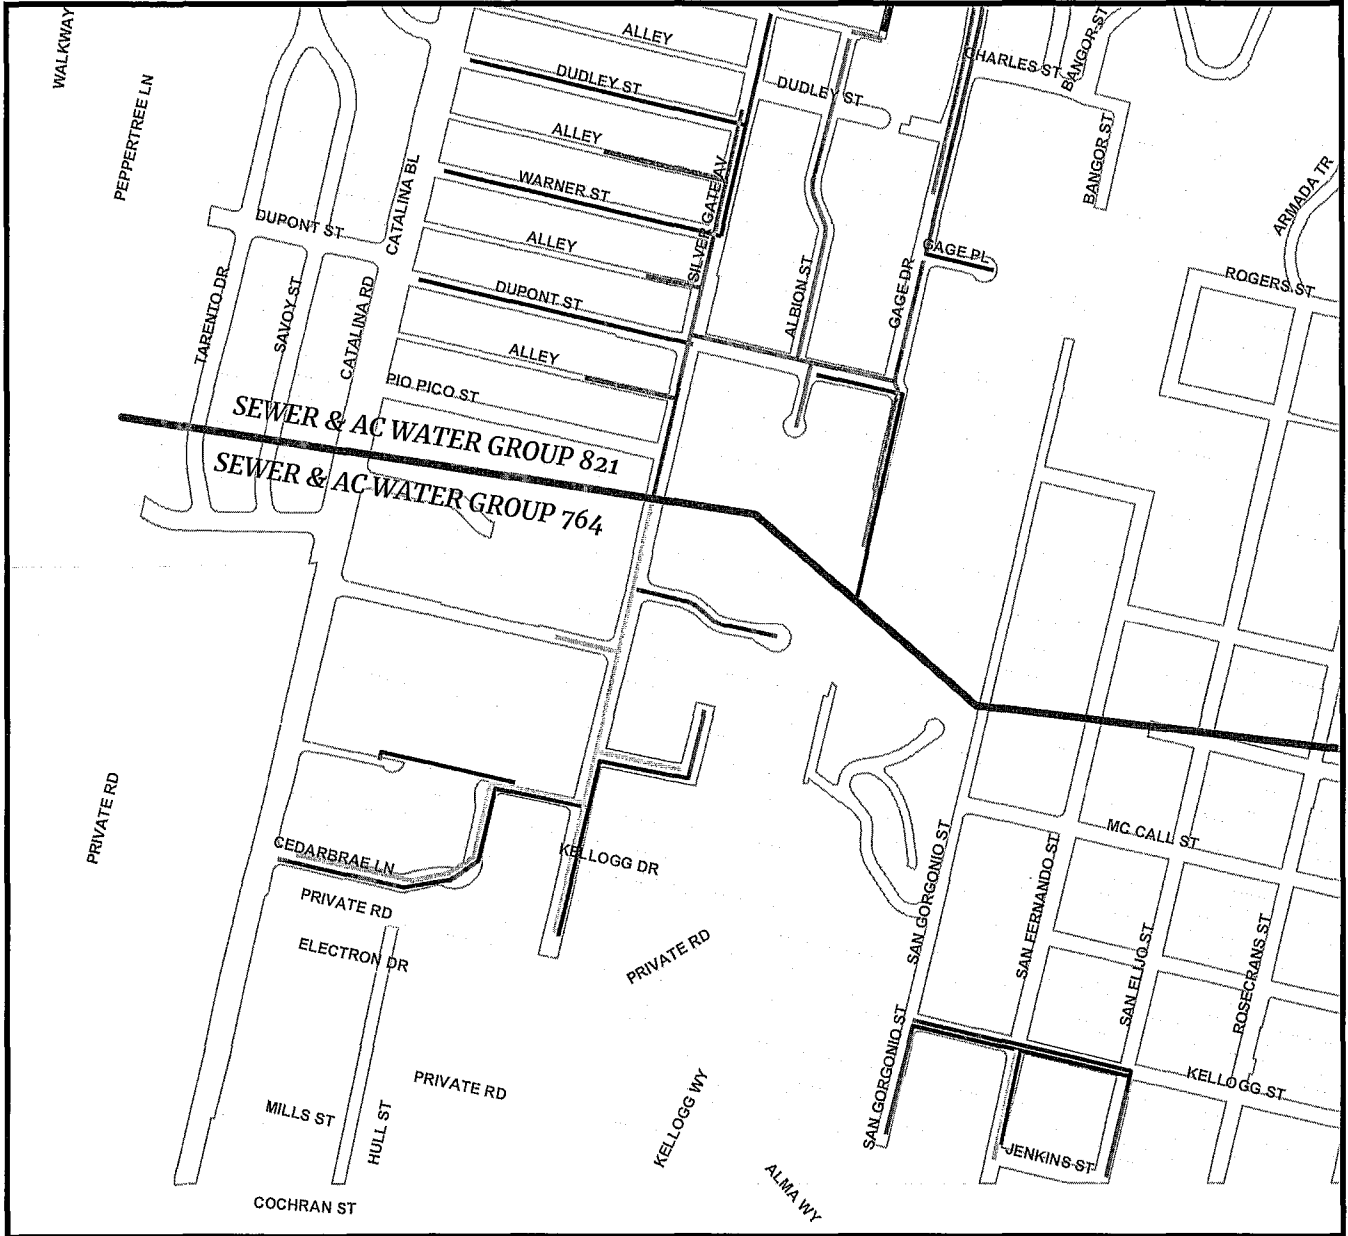 WALKWAY
PEPPERTREE LN
ALLEY
DUDLEY ST
DUDLEY ST
CHARLES ST
BANGOR ST
BANGOR ST
ALLEY
CATALINA BL
WARNER ST
SILVER GATE AV
ARMADA TR
DUPONT ST
ALLEY
GAGE PL
ROGERS ST
TARENTO DR
SAVOY ST
CATALINA RD
DUPONT ST
ALBION ST
GAGE DR
ALLEY
PIO PICO ST
SEWER & AC WATER GROUP 821
SEWER & AC WATER GROUP 764
PRIVATE RD
CEDARBRAE LN
KELLOGG DR
MC CALL ST
PRIVATE RD
SAN GORGONIO ST
SAN FERNANDO ST
SAN ELIJO ST
ROSECRANS ST
ELECTRON DR
PRIVATE RD
SAN GORGONIO ST
PRIVATE RD
KELLOGG WY
KELLOGG ST
MILLS ST
HULL ST
JENKINS ST
ALMA WY
COCHRAN ST